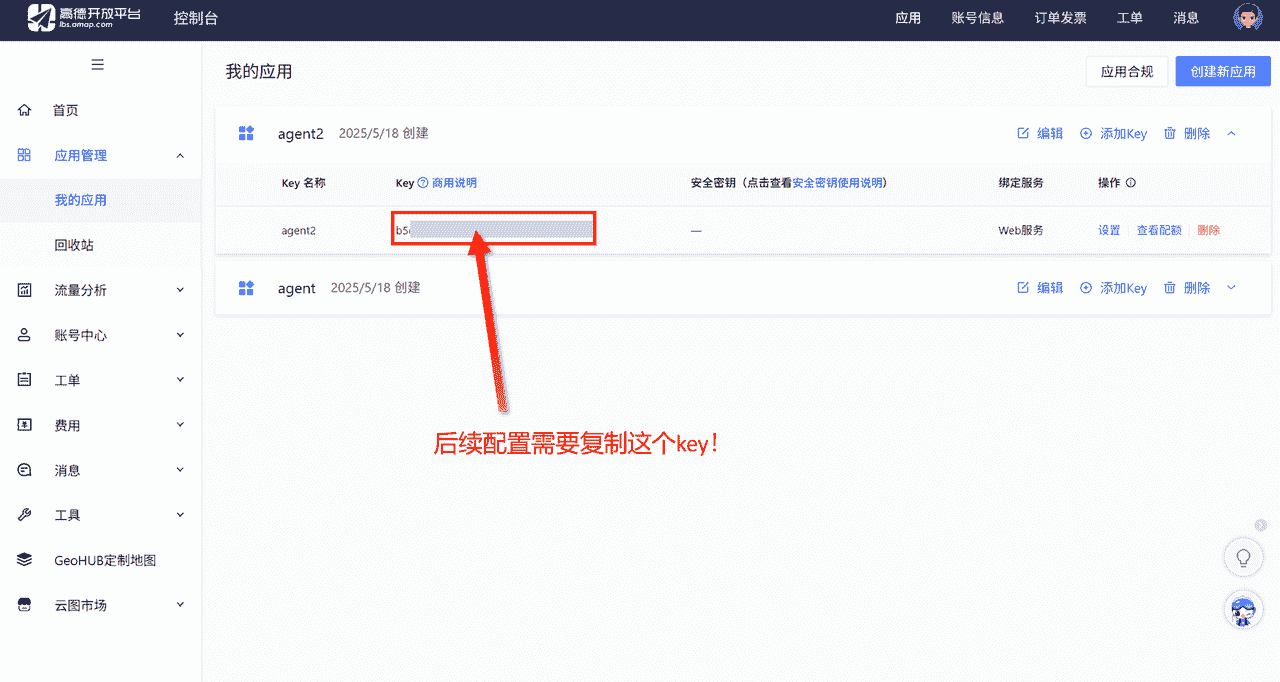 高德开放平台 控制台 应用 账号信息 订单发票 工单 消息
lbs.amap.com
我的应用 应用合规 创建新应用
首页
应用管理
我的应用
回收站
流量分析
账号中心
工单
费用
消息
工具
GeoHUB定制地图
云图市场
agent2 2025/5/18 创建 编辑 添加Key 删除
Key 名称 Key 商用说明 安全密钥（点击查看安全密钥使用说明） 绑定服务 操作
agent2 b5 — Web服务 设置 查看配额 删除
agent 2025/5/18 创建 编辑 添加Key 删除
后续配置需要复制这个key！